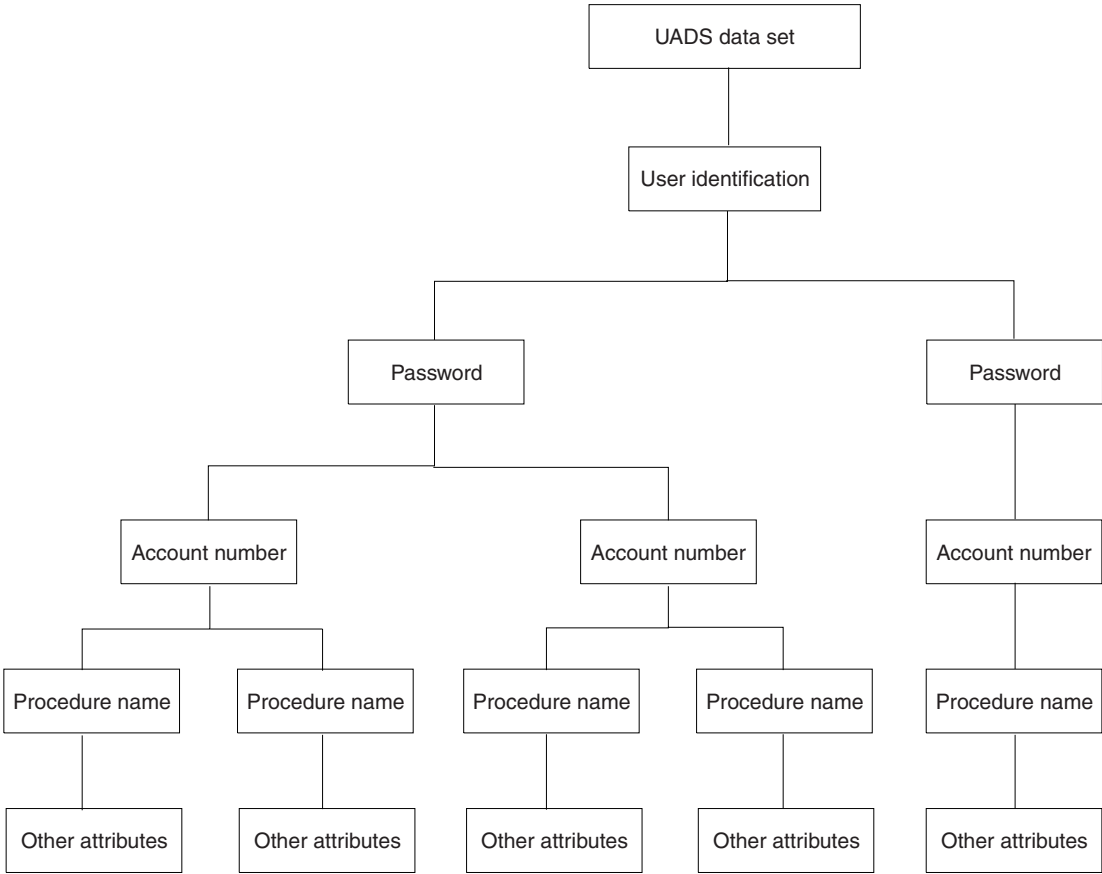 UADS data set
User identification
Password
Password
Account number
Account number
Account number
Procedure name
Procedure name
Procedure name
Procedure name
Procedure name
Other attributes
Other attributes
Other attributes
Other attributes
Other attributes